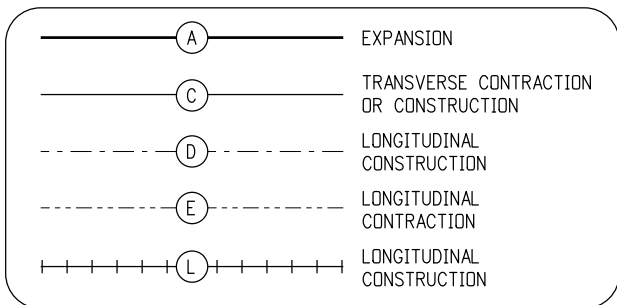 A EXPANSION
C TRANSVERSE CONTRACTION
OR CONSTRUCTION
D LONGITUDINAL
CONSTRUCTION
E LONGITUDINAL
CONTRACTION
L LONGITUDINAL
CONSTRUCTION